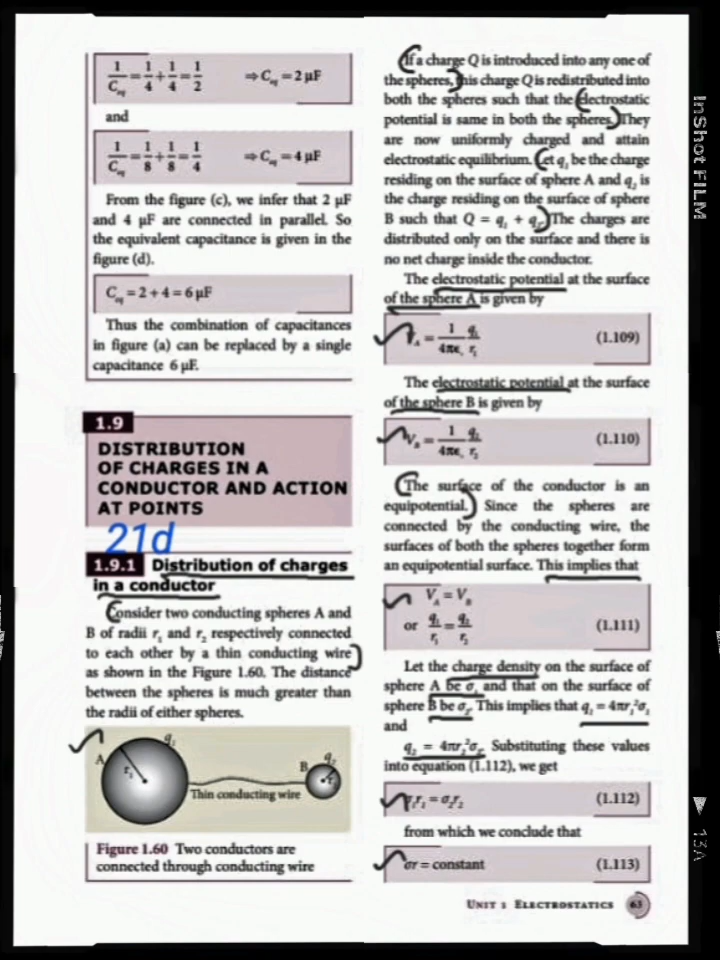 1/C_eq = 1/4 + 1/4 = 1/2 ⇒ C_eq = 2 μF
and
1/C_eq = 1/8 + 1/8 = 1/4 ⇒ C_eq = 4 μF
From the figure (c), we infer that 2 μF
and 4 μF are connected in parallel. So
the equivalent capacitance is given in the
figure (d).
C_eq = 2 + 4 = 6 μF
Thus the combination of capacitances
in figure (a) can be replaced by a single
capacitance 6 μF.
1.9
DISTRIBUTION
OF CHARGES IN A
CONDUCTOR AND ACTION
AT POINTS
21d
1.9.1 Distribution of charges
in a conductor
Consider two conducting spheres A and
B of radii r₁ and r₂ respectively connected
to each other by a thin conducting wire
as shown in the Figure 1.60. The distance
between the spheres is much greater than
the radii of either spheres.
A
r₁
q₁
Thin conducting wire
B
q₂
r₂
Figure 1.60 Two conductors are
connected through conducting wire
If a charge Q is introduced into any one of
the spheres, this charge Q is redistributed into
both the spheres such that the electrostatic
potential is same in both the spheres. They
are now uniformly charged and attain
electrostatic equilibrium. Let q₁ be the charge
residing on the surface of sphere A and q₂ is
the charge residing on the surface of sphere
B such that Q = q₁ + q₂. The charges are
distributed only on the surface and there is
no net charge inside the conductor.
The electrostatic potential at the surface
of the sphere A is given by
V_A = 1/4πε₀ q₁/r₁ (1.109)
The electrostatic potential at the surface
of the sphere B is given by
V_B = 1/4πε₀ q₂/r₂ (1.110)
The surface of the conductor is an
equipotential. Since the spheres are
connected by the conducting wire, the
surfaces of both the spheres together form
an equipotential surface. This implies that
V_A = V_B
or q₁/r₁ = q₂/r₂ (1.111)
Let the charge density on the surface of
sphere A be σ₁ and that on the surface of
sphere B be σ₂. This implies that q₁ = 4πr₁²σ₁
and
q₂ = 4πr₂²σ₂. Substituting these values
into equation (1.112), we get
σ₁r₁ = σ₂r₂ (1.112)
from which we conclude that
σr = constant (1.113)
UNIT 1 ELECTROSTATICS 63
InShot FILM
13A